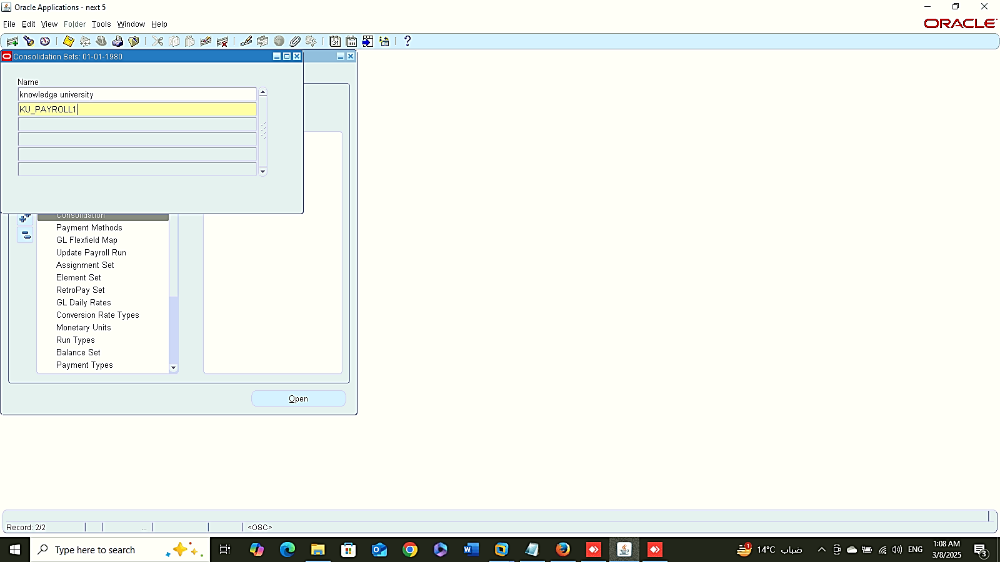 Oracle Applications - next 5
File Edit View Folder Tools Window Help
ORACLE
Consolidation Sets: 01-01-1980
Name
knowledge university
KU_PAYROLL1
Consolidation
Payment Methods
GL Flexfield Map
Update Payroll Run
Assignment Set
Element Set
RetroPay Set
GL Daily Rates
Conversion Rate Types
Monetary Units
Run Types
Balance Set
Payment Types
Open
Record: 2/2 ... <OSC>
Type here to search
1
14°C ضباب
ENG
1:08 AM
3/8/2025
3